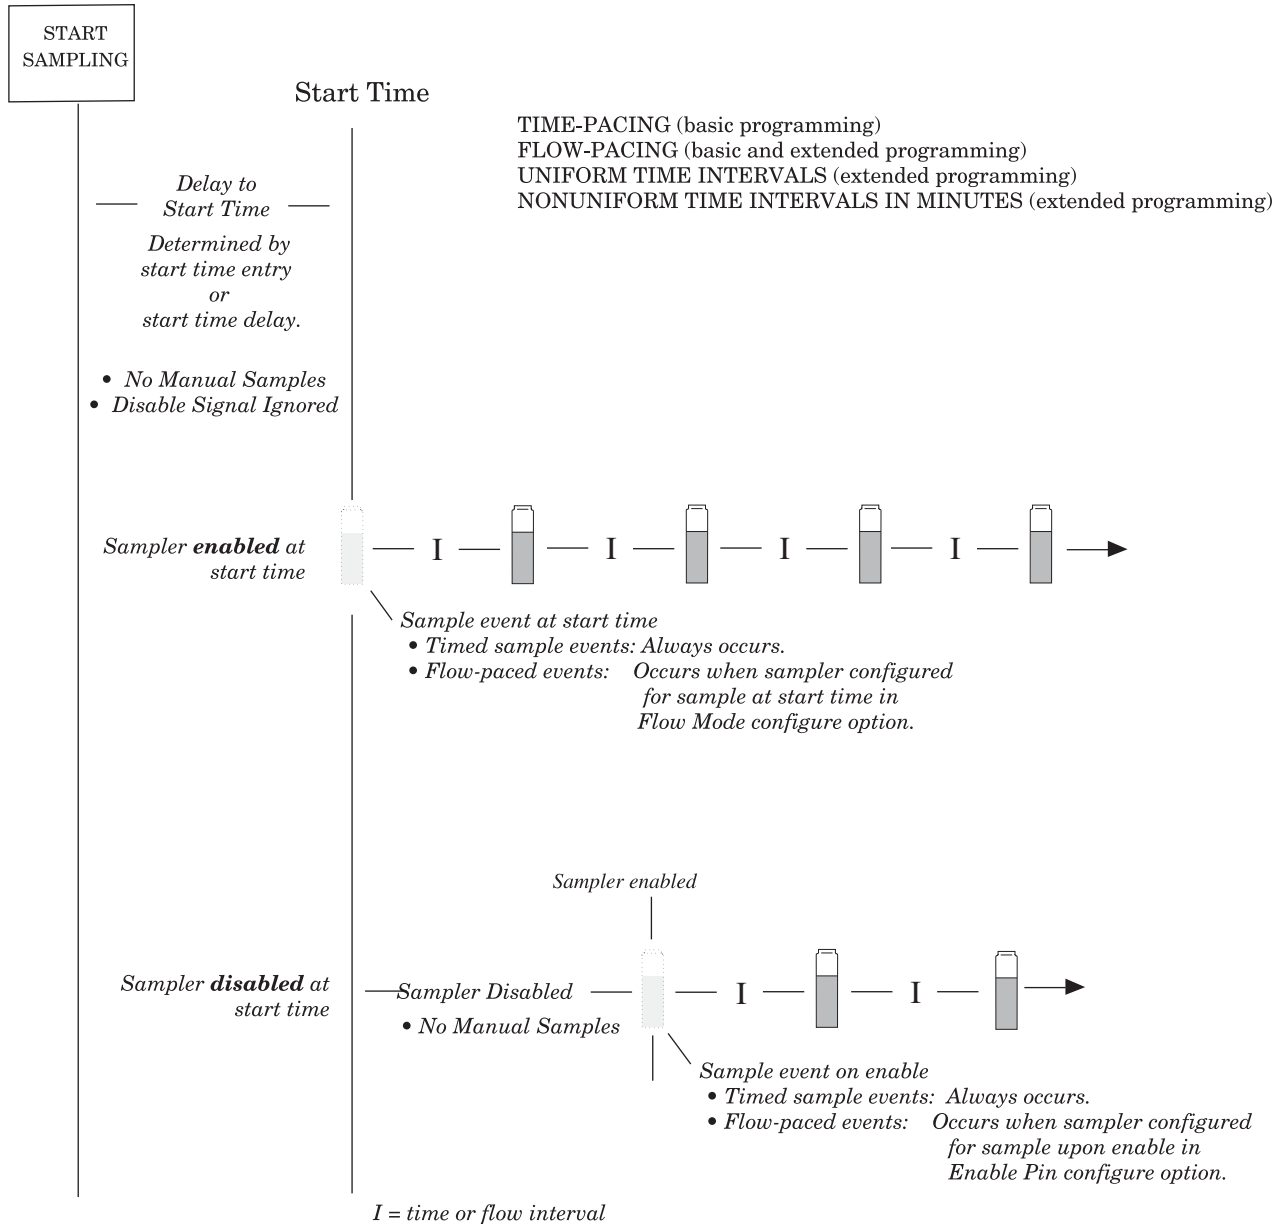 START
SAMPLING
Start Time
TIME-PACING (basic programming)
FLOW-PACING (basic and extended programming)
UNIFORM TIME INTERVALS (extended programming)
NONUNIFORM TIME INTERVALS IN MINUTES (extended programming)
Delay to
Start Time
Determined by
start time entry
or
start time delay.
• No Manual Samples
• Disable Signal Ignored
Sampler enabled at
start time
I I I I
Sample event at start time
• Timed sample events: Always occurs.
• Flow-paced events: Occurs when sampler configured
for sample at start time in
Flow Mode configure option.
Sampler enabled
Sampler disabled at
start time
Sampler Disabled
I I
• No Manual Samples
Sample event on enable
• Timed sample events: Always occurs.
• Flow-paced events: Occurs when sampler configured
for sample upon enable in
Enable Pin configure option.
I = time or flow interval